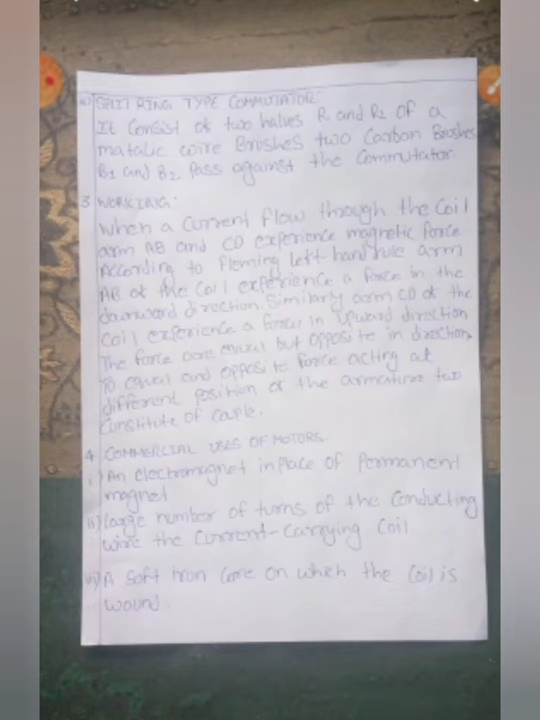 SPLIT RING TYPE COMMUTATOR:
It Consist of two halves R1 and R2 of a
matalic wire Brushes two Carbon Brushes
B1 and B2 Pass against the Commutator.
3 WORKING:
When a Current flow through the Coil
arm AB and CD experience magnetic force
According to Fleming left-hand rule arm
AB of the Coil experience a force in the
downward direction. Similarly arm CD of the
Coil experience a force in upward direction
The force are equal but opposite in direction.
To equal and opposite force acting at
different position of the armature two
Constitute of couple.
4 COMMERCIAL USES OF MOTORS.
i) An electromagnet in place of Permanent
magnet
ii) large number of turns of the Conducting
wire the Current-Carrying Coil
iii) A Soft Iron Core on which the Coil is
wound